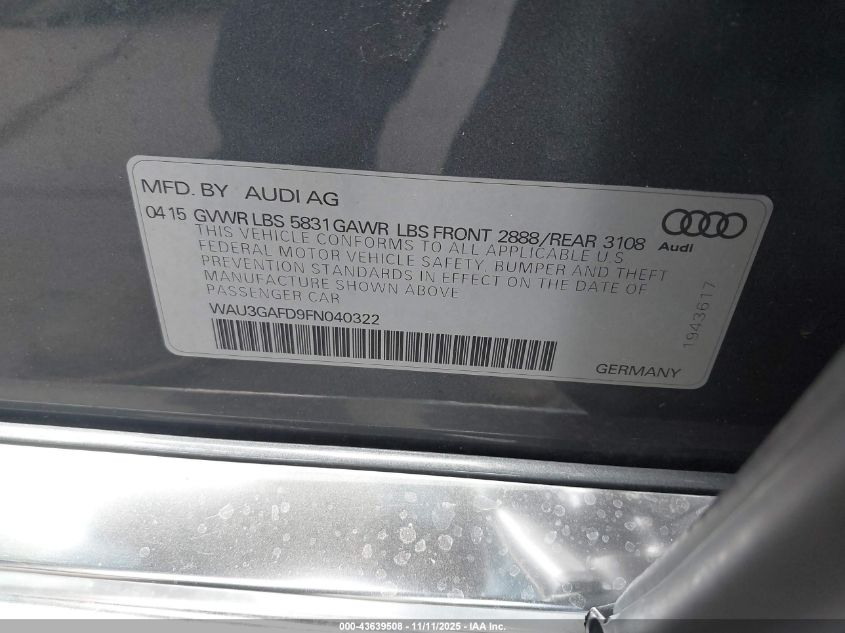 MFD. BY AUDI AG
04 15 GVWR LBS 5831 GAWR LBS FRONT 2888/REAR 3108
THIS VEHICLE CONFORMS TO ALL APPLICABLE U S
FEDERAL MOTOR VEHICLE SAFETY, BUMPER AND THEFT
PREVENTION STANDARDS IN EFFECT ON THE DATE OF
MANUFACTURE SHOWN ABOVE
PASSENGER CAR
WAU3GAFD9FN040322
Audi
1943617
GERMANY
000-43639508 - 11/11/2025 - © IAA Inc.